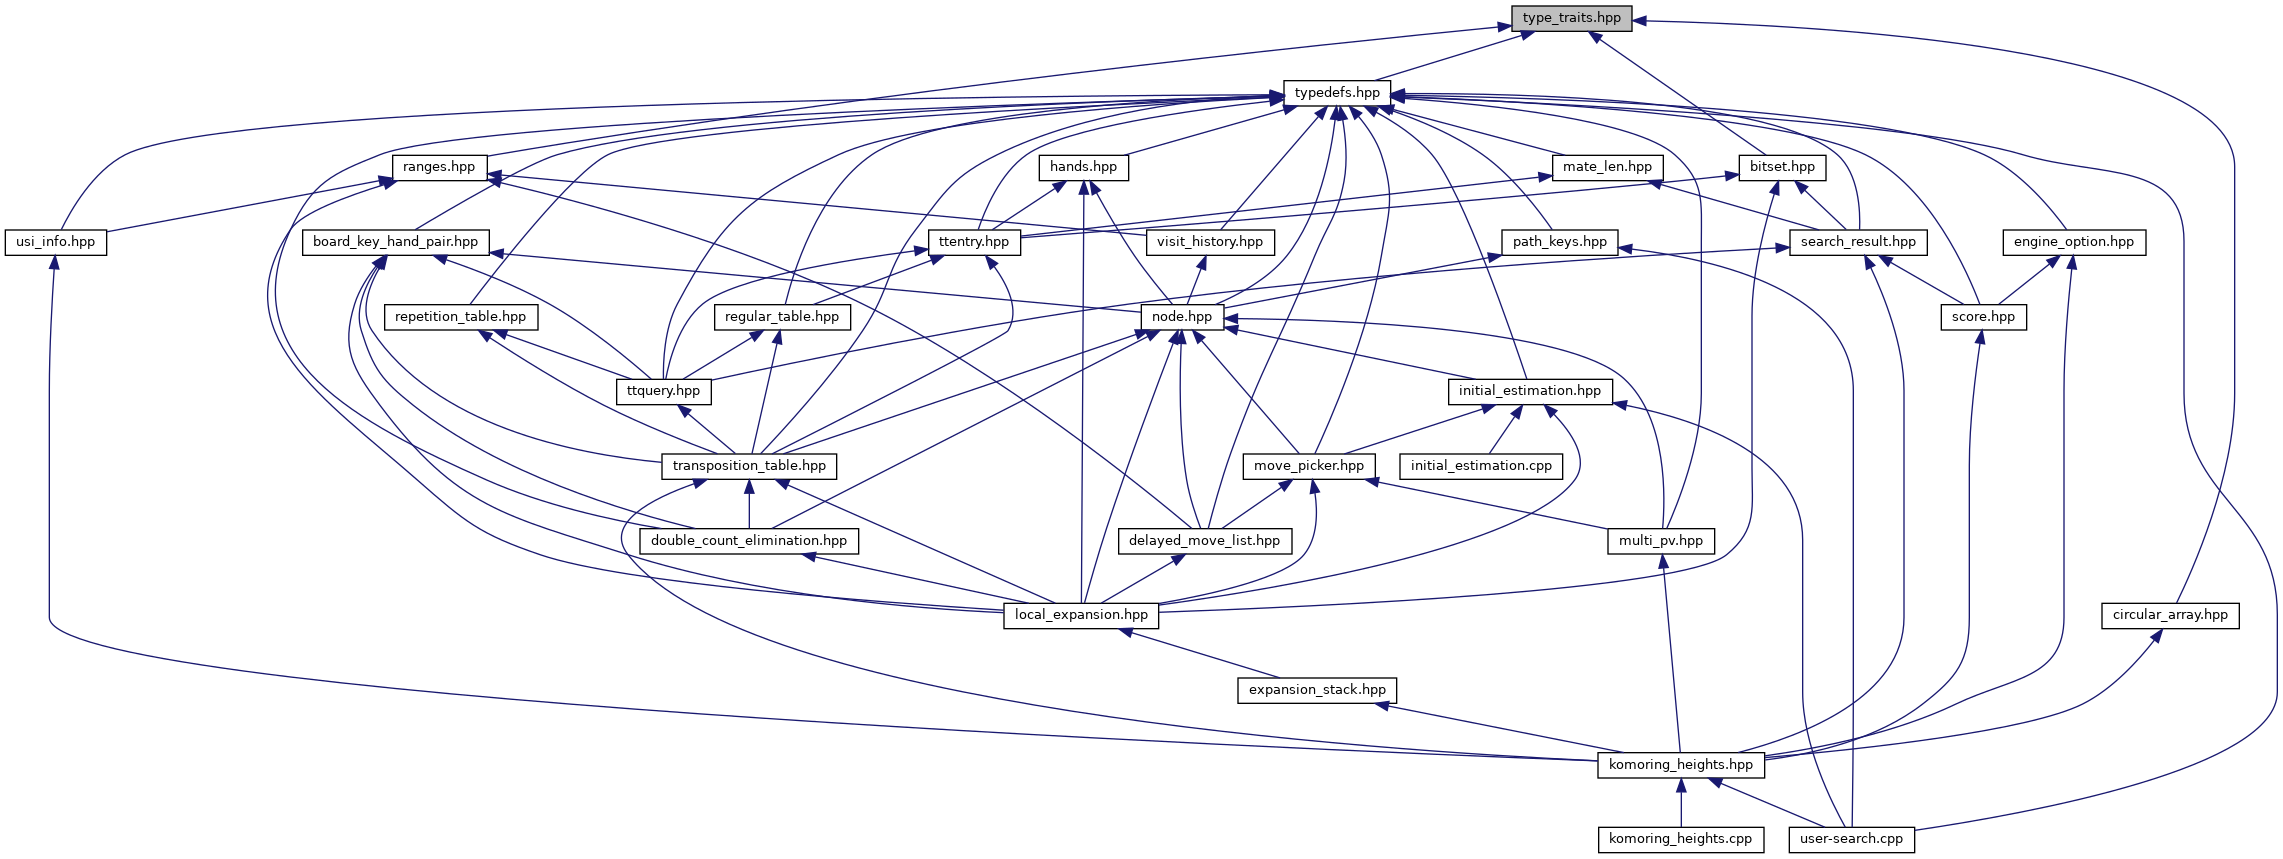 type_traits.hpp
typedefs.hpp
ranges.hpp
hands.hpp
mate_len.hpp
bitset.hpp
usi_info.hpp
board_key_hand_pair.hpp
ttentry.hpp
visit_history.hpp
path_keys.hpp
search_result.hpp
engine_option.hpp
repetition_table.hpp
regular_table.hpp
node.hpp
score.hpp
ttquery.hpp
initial_estimation.hpp
transposition_table.hpp
move_picker.hpp
initial_estimation.cpp
double_count_elimination.hpp
delayed_move_list.hpp
multi_pv.hpp
local_expansion.hpp
circular_array.hpp
expansion_stack.hpp
komoring_heights.hpp
komoring_heights.cpp
user-search.cpp